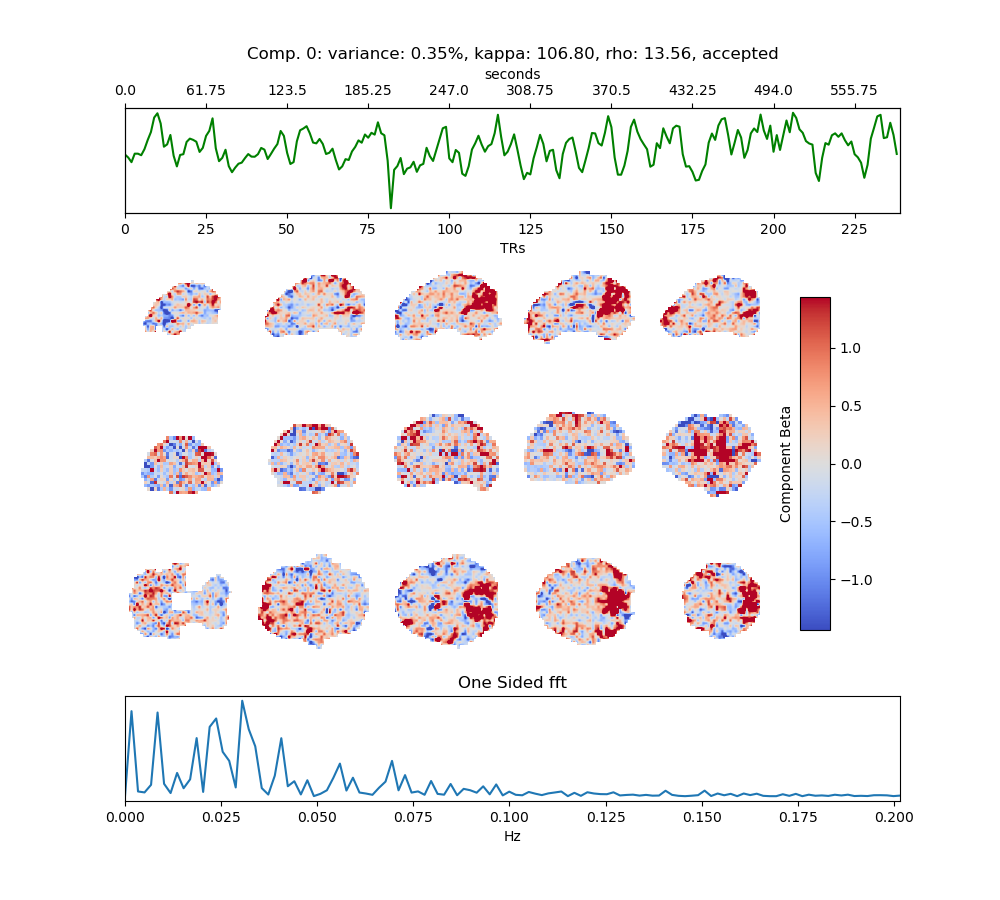 Comp. 0: variance: 0.35%, kappa: 106.80, rho: 13.56, accepted
seconds
0.0 61.75 123.5 185.25 247.0 308.75 370.5 432.25 494.0 555.75
0 25 50 75 100 125 150 175 200 225
TRs
1.0
0.5
0.0
−0.5
−1.0
Component Beta
One Sided fft
0.000 0.025 0.050 0.075 0.100 0.125 0.150 0.175 0.200
Hz